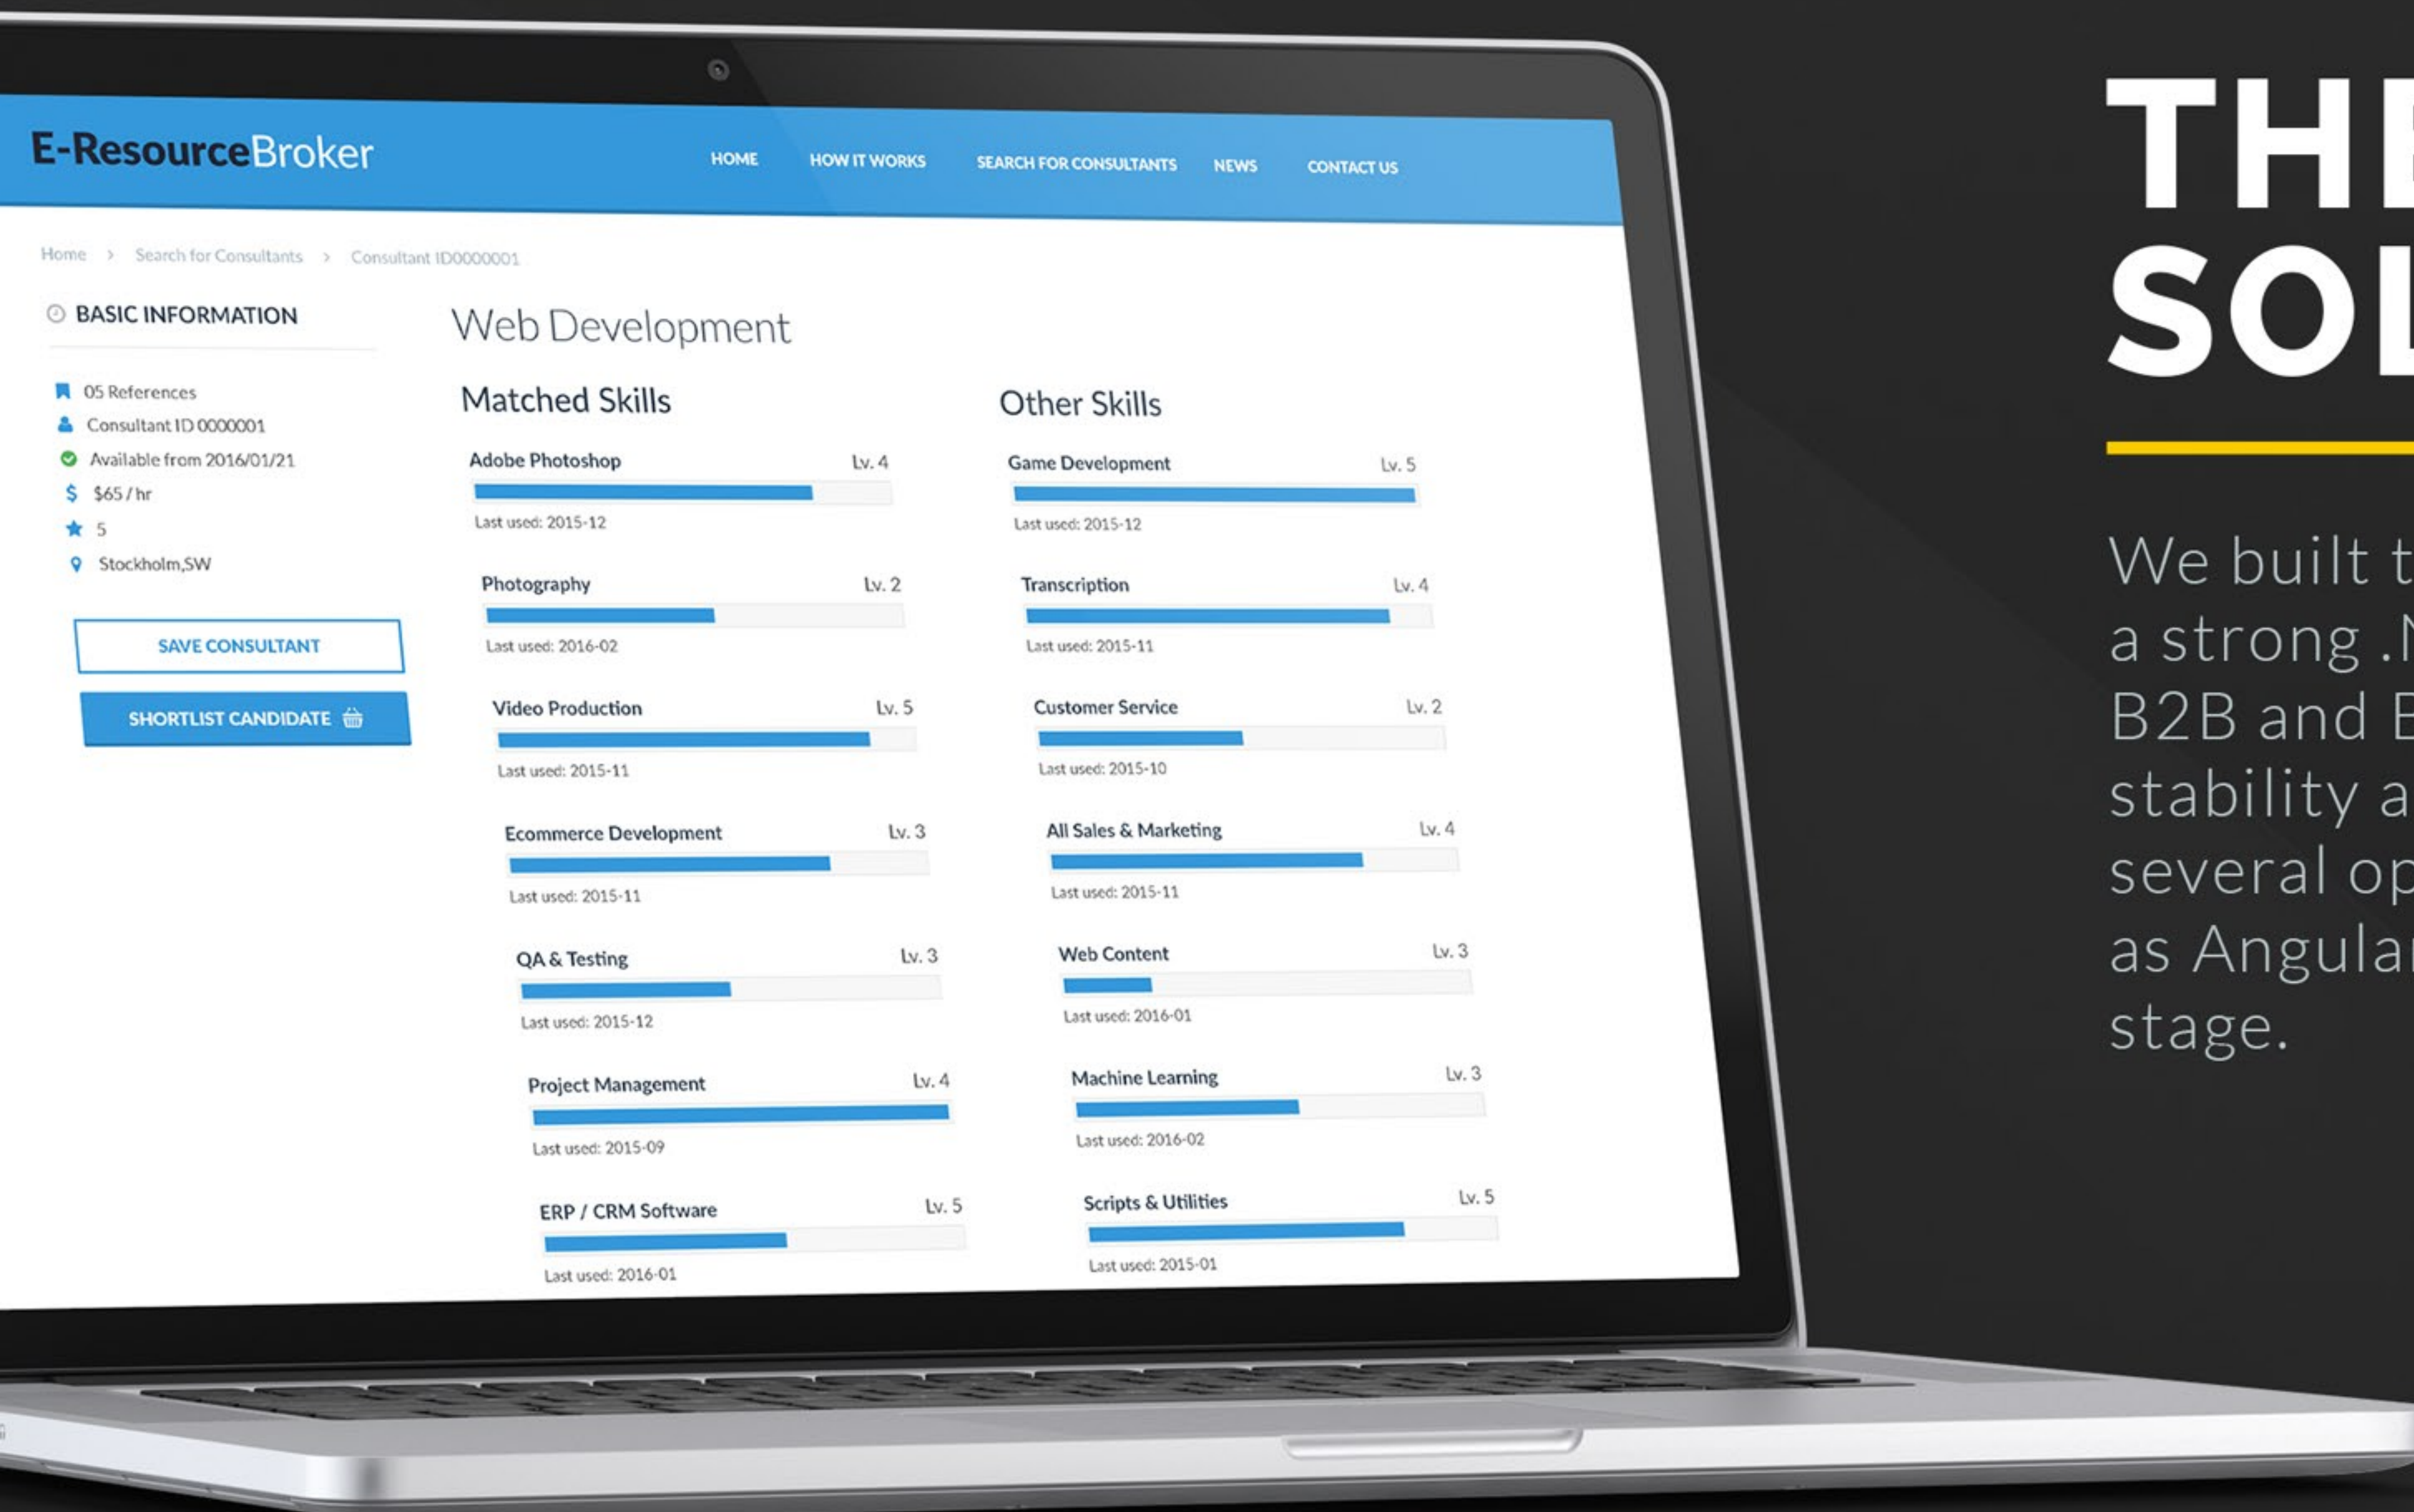 E-ResourceBroker
HOME HOW IT WORKS SEARCH FOR CONSULTANTS NEWS CONTACT US
Home > Search for Consultants > Consultant ID0000001
BASIC INFORMATION
05 References
Consultant ID 0000001
Available from 2016/01/21
$ $65 / hr
5
Stockholm,SW
SAVE CONSULTANT
SHORTLIST CANDIDATE
Web Development
Matched Skills
Adobe Photoshop Lv. 4
Last used: 2015-12
Photography Lv. 2
Last used: 2016-02
Video Production Lv. 5
Last used: 2015-11
Ecommerce Development Lv. 3
Last used: 2015-11
QA & Testing Lv. 3
Last used: 2015-12
Project Management Lv. 4
Last used: 2015-09
ERP / CRM Software Lv. 5
Last used: 2016-01
Other Skills
Game Development Lv. 5
Last used: 2015-12
Transcription Lv. 4
Last used: 2015-11
Customer Service Lv. 2
Last used: 2015-10
All Sales & Marketing Lv. 4
Last used: 2015-11
Web Content Lv. 3
Last used: 2016-01
Machine Learning Lv. 3
Last used: 2016-02
Scripts & Utilities Lv. 5
Last used: 2015-01
THE
SOL
We built t
a strong .N
B2B and B
stability a
several op
as Angular
stage.